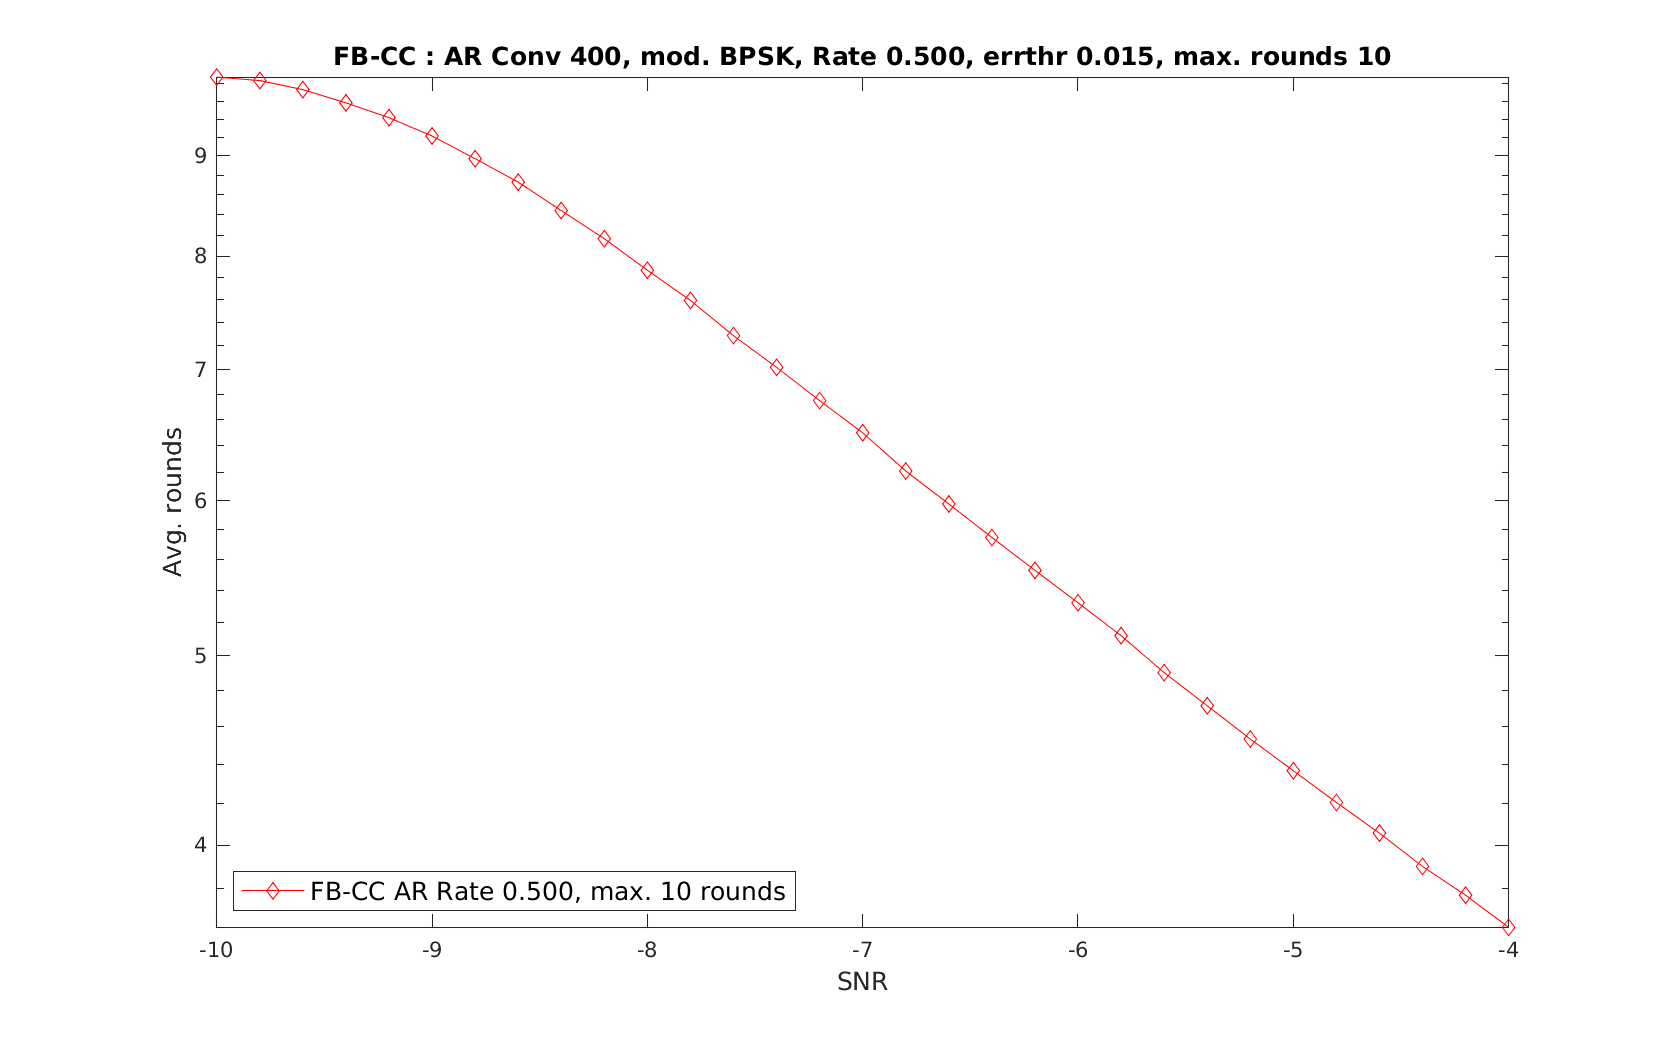 FB-CC : AR Conv 400, mod. BPSK, Rate 0.500, errthr 0.015, max. rounds 10
9
8
7
6
5
4
Avg. rounds
FB-CC AR Rate 0.500, max. 10 rounds
-10 -9 -8 -7 -6 -5 -4
SNR